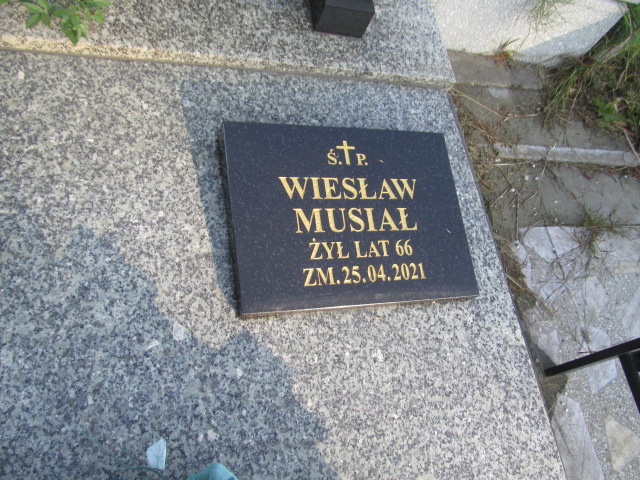 Ś.✝P.
WIESŁAW
MUSIAŁ
ŻYŁ LAT 66
ZM. 25.04.2021